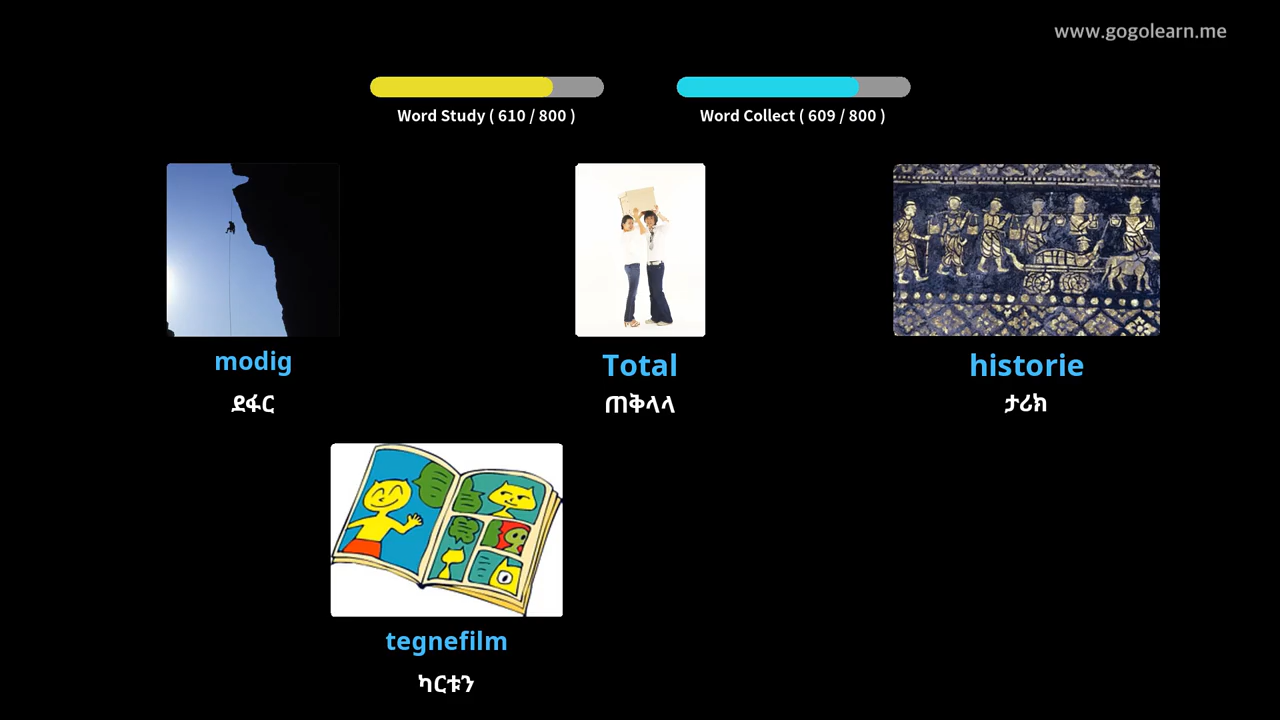 www.gogolearn.me
Word Study ( 610 / 800 )
Word Collect ( 609 / 800 )
modig
Total
historie
ደፋር
ጠቅላላ
ታሪክ
tegnefilm
ካርቱን